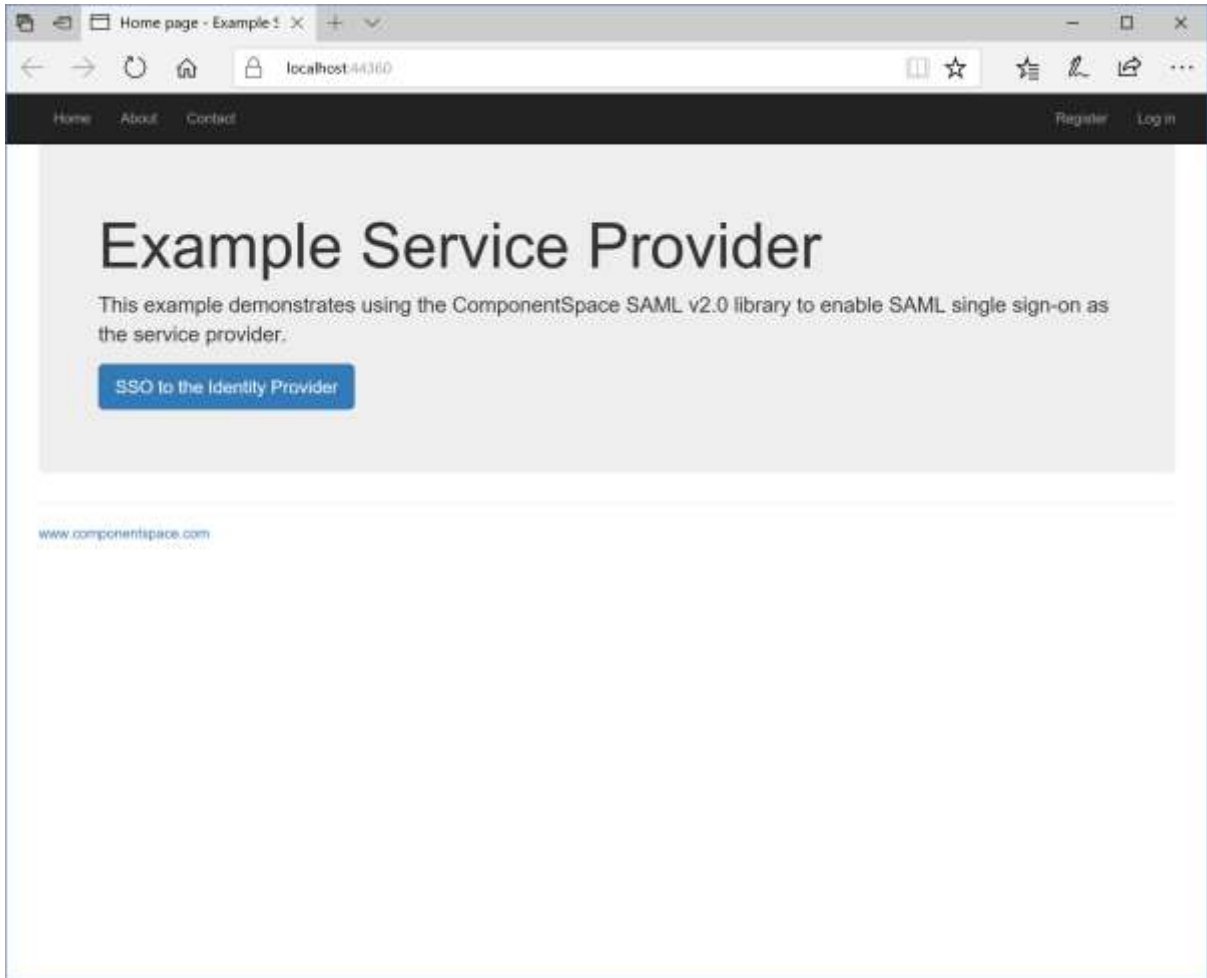 Home page - Example S
localhost:44360
Home About Contact Register Log in
Example Service Provider
This example demonstrates using the ComponentSpace SAML v2.0 library to enable SAML single sign-on as
the service provider.
SSO to the Identity Provider
www.componentspace.com